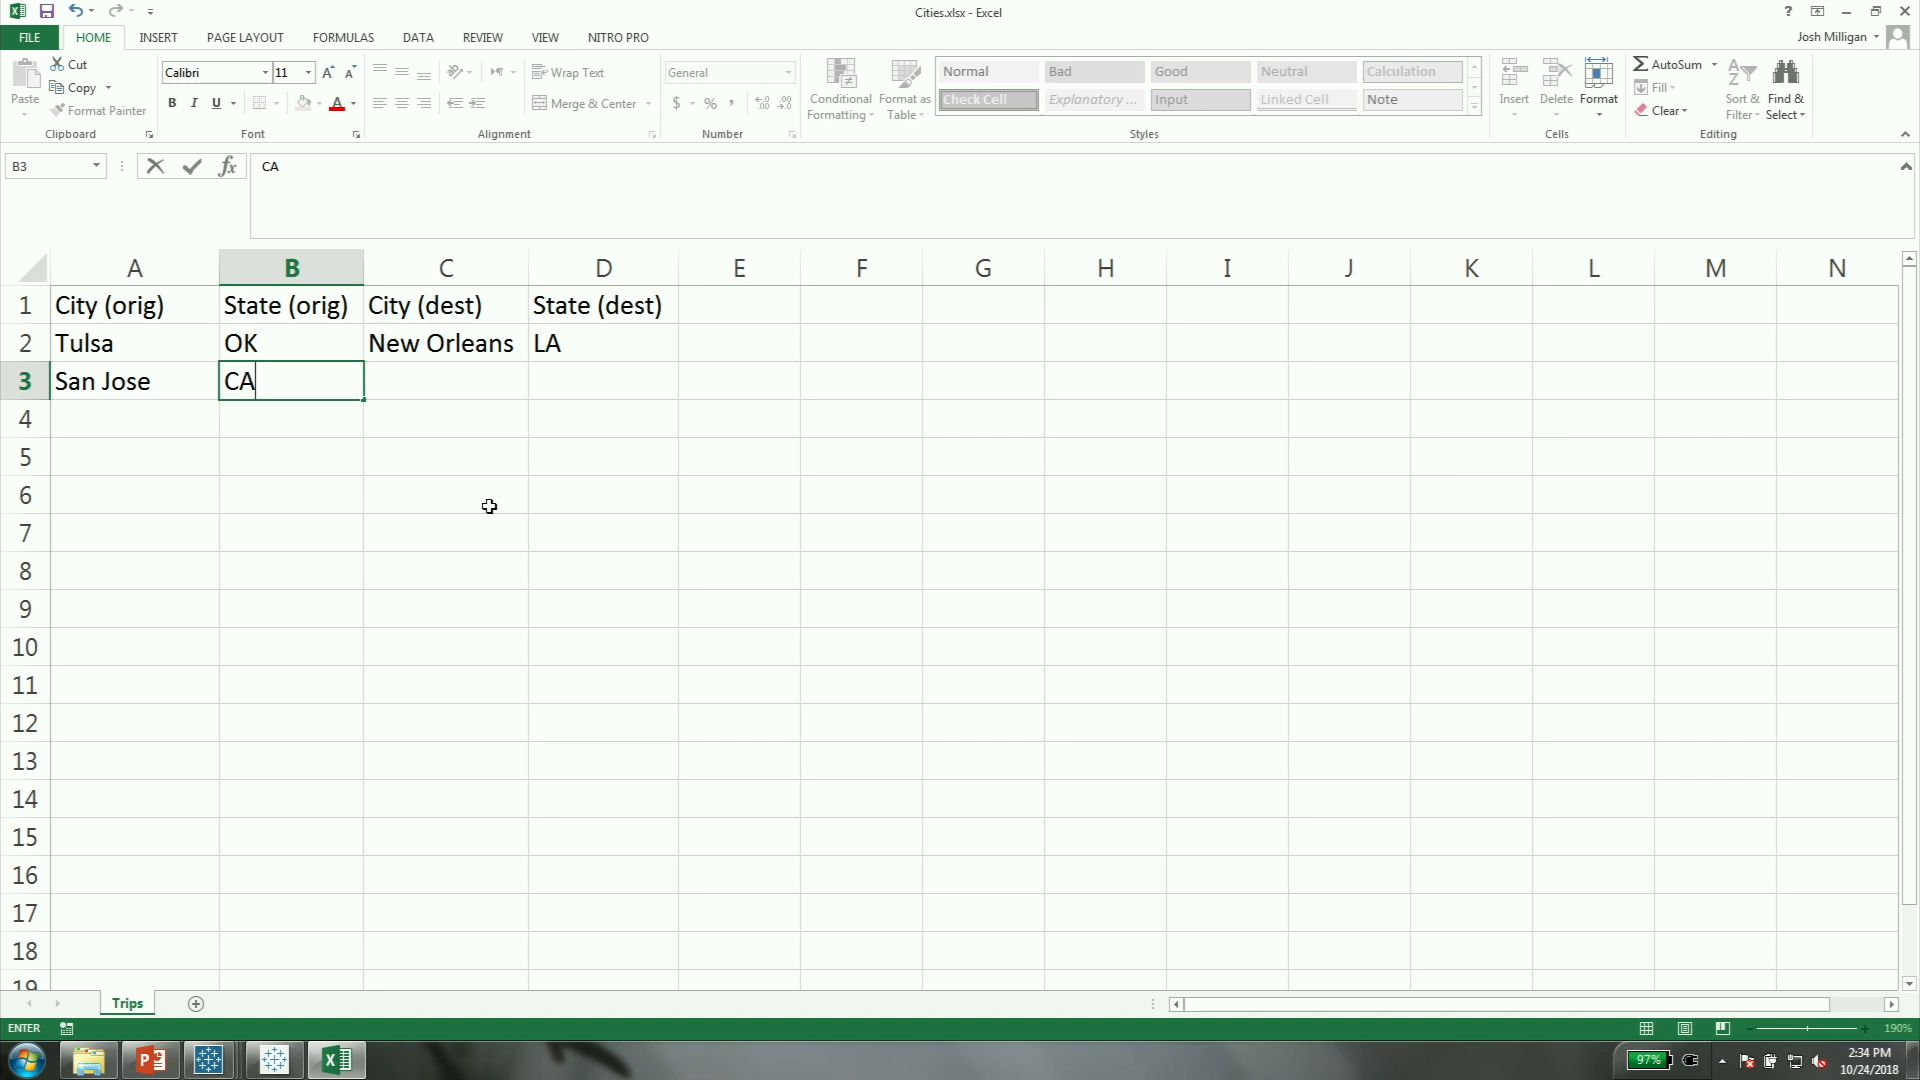 Cities.xlsx - Excel
?
FILE HOME INSERT PAGE LAYOUT FORMULAS DATA REVIEW VIEW NITRO PRO
Josh Milligan
Paste
Cut
Copy
Format Painter
Clipboard
Calibri 11
B I U A
Font
Wrap Text
Merge & Center
Alignment
General
$ % ,
Number
Conditional Formatting
Format as Table
Normal Bad Good Neutral Calculation
Check Cell Explanatory ... Input Linked Cell Note
Styles
Insert Delete Format
Cells
AutoSum
Fill
Clear
Sort & Filter
Find & Select
Editing
B3 fx CA
A B C D E F G H I J K L M N
1 City (orig) State (orig) City (dest) State (dest)
2 Tulsa OK New Orleans LA
3 San Jose CA
4
5
6
7
8
9
10
11
12
13
14
15
16
17
18
19
Trips
ENTER
190%
97%
2:34 PM
10/24/2018